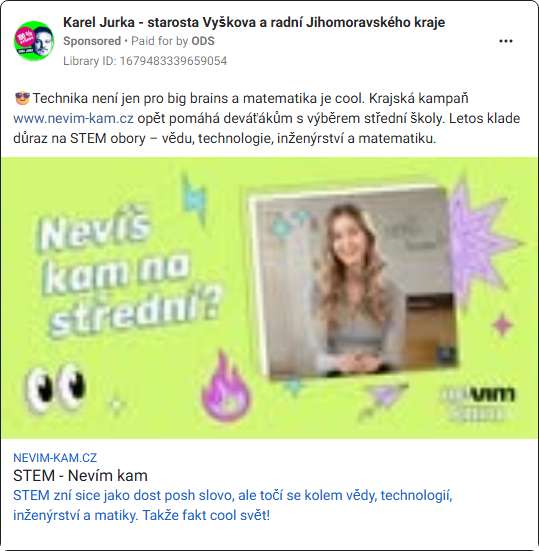 Karel Jurka - starosta Vyškova a radní Jihomoravského kraje
Sponsored • Paid for by ODS
Library ID: 1679483339659054
Technika není jen pro big brains a matematika je cool. Krajská kampaň
www.nevim-kam.cz opět pomáhá deváťákům s výběrem střední školy. Letos klade
důraz na STEM obory – vědu, technologie, inženýrství a matematiku.
Nevíš
kam na
střední?
NEVIM-KAM.CZ
STEM - Nevím kam
STEM zní sice jako dost posh slovo, ale točí se kolem vědy, technologií,
inženýrství a matiky. Takže fakt cool svět!